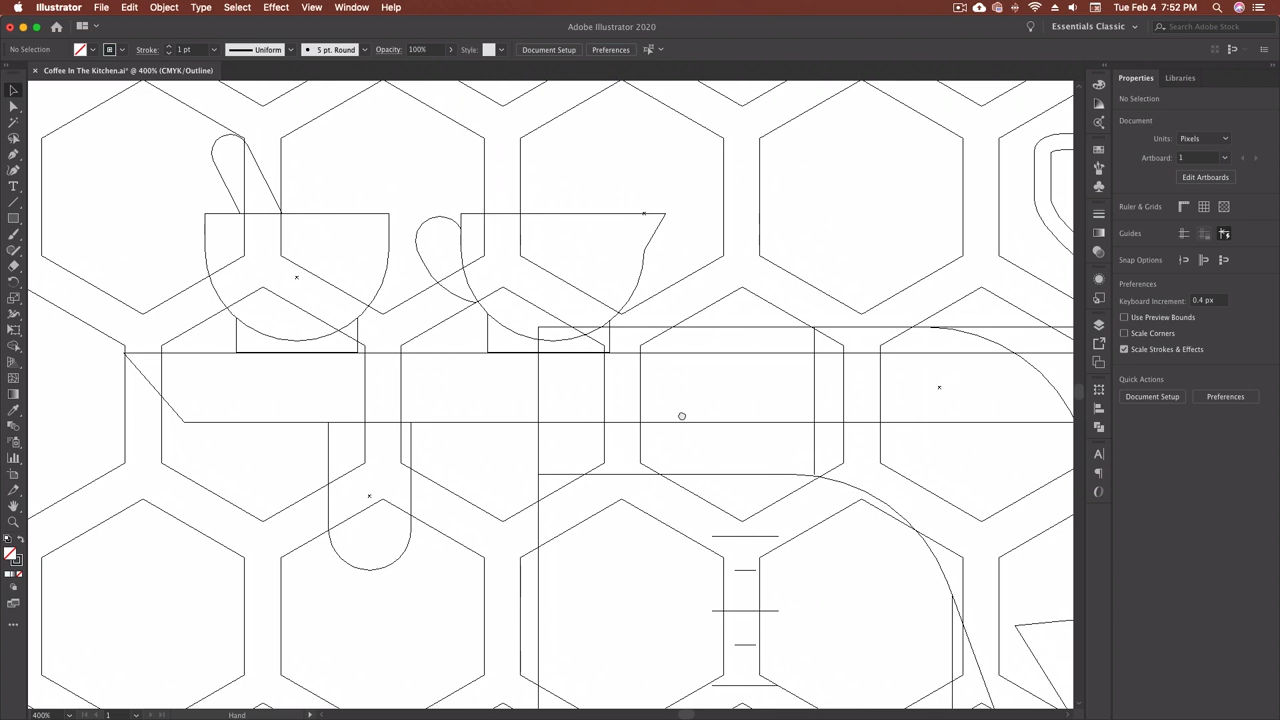 Illustrator File Edit Object Type Select Effect View Window Help Tue Feb 4 7:52 PM
Adobe Illustrator 2020 Essentials Classic Search Adobe Stock
No Selection Stroke: 1 pt Uniform 5 pt. Round Opacity: 100% Style: Document Setup Preferences
× Coffee In The Kitchen.ai* @ 400% (CMYK/Outline)
Properties Libraries
No Selection
Document
Units: Pixels
Artboard: 1
Edit Artboards
Ruler & Grids
Guides
Snap Options
Preferences
Keyboard Increment: 0.4 px
Use Preview Bounds
Scale Corners
Scale Strokes & Effects
Quick Actions
Document Setup Preferences
400% 1 Hand